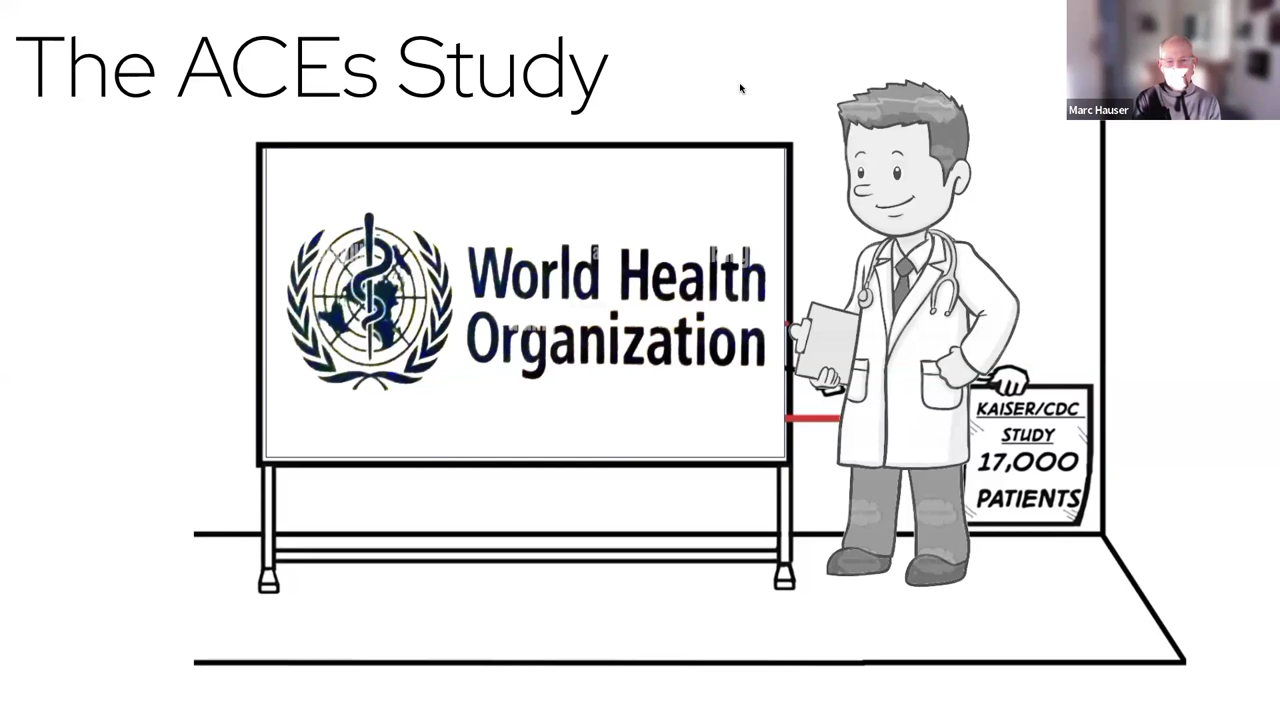 The ACEs Study
Marc Hauser
World Health
Organization
KAISER/CDC
STUDY
17,000
PATIENTS